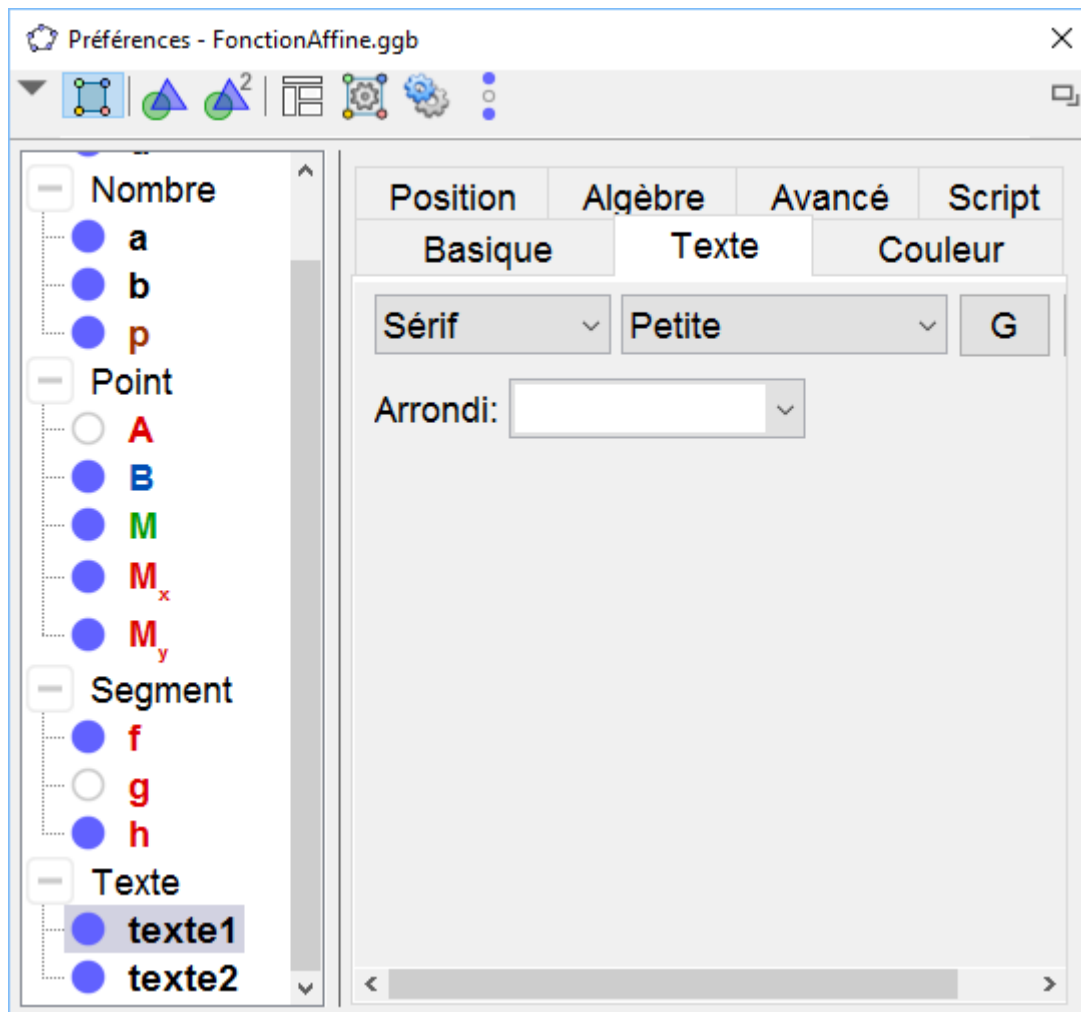 Préférences - FonctionAffine.ggb
2
Nombre
a
b
p
Point
A
B
M
Mx
My
Segment
f
g
h
Texte
texte1
texte2
Position Algèbre Avancé Script
Basique Texte Couleur
Sérif Petite G
Arrondi: